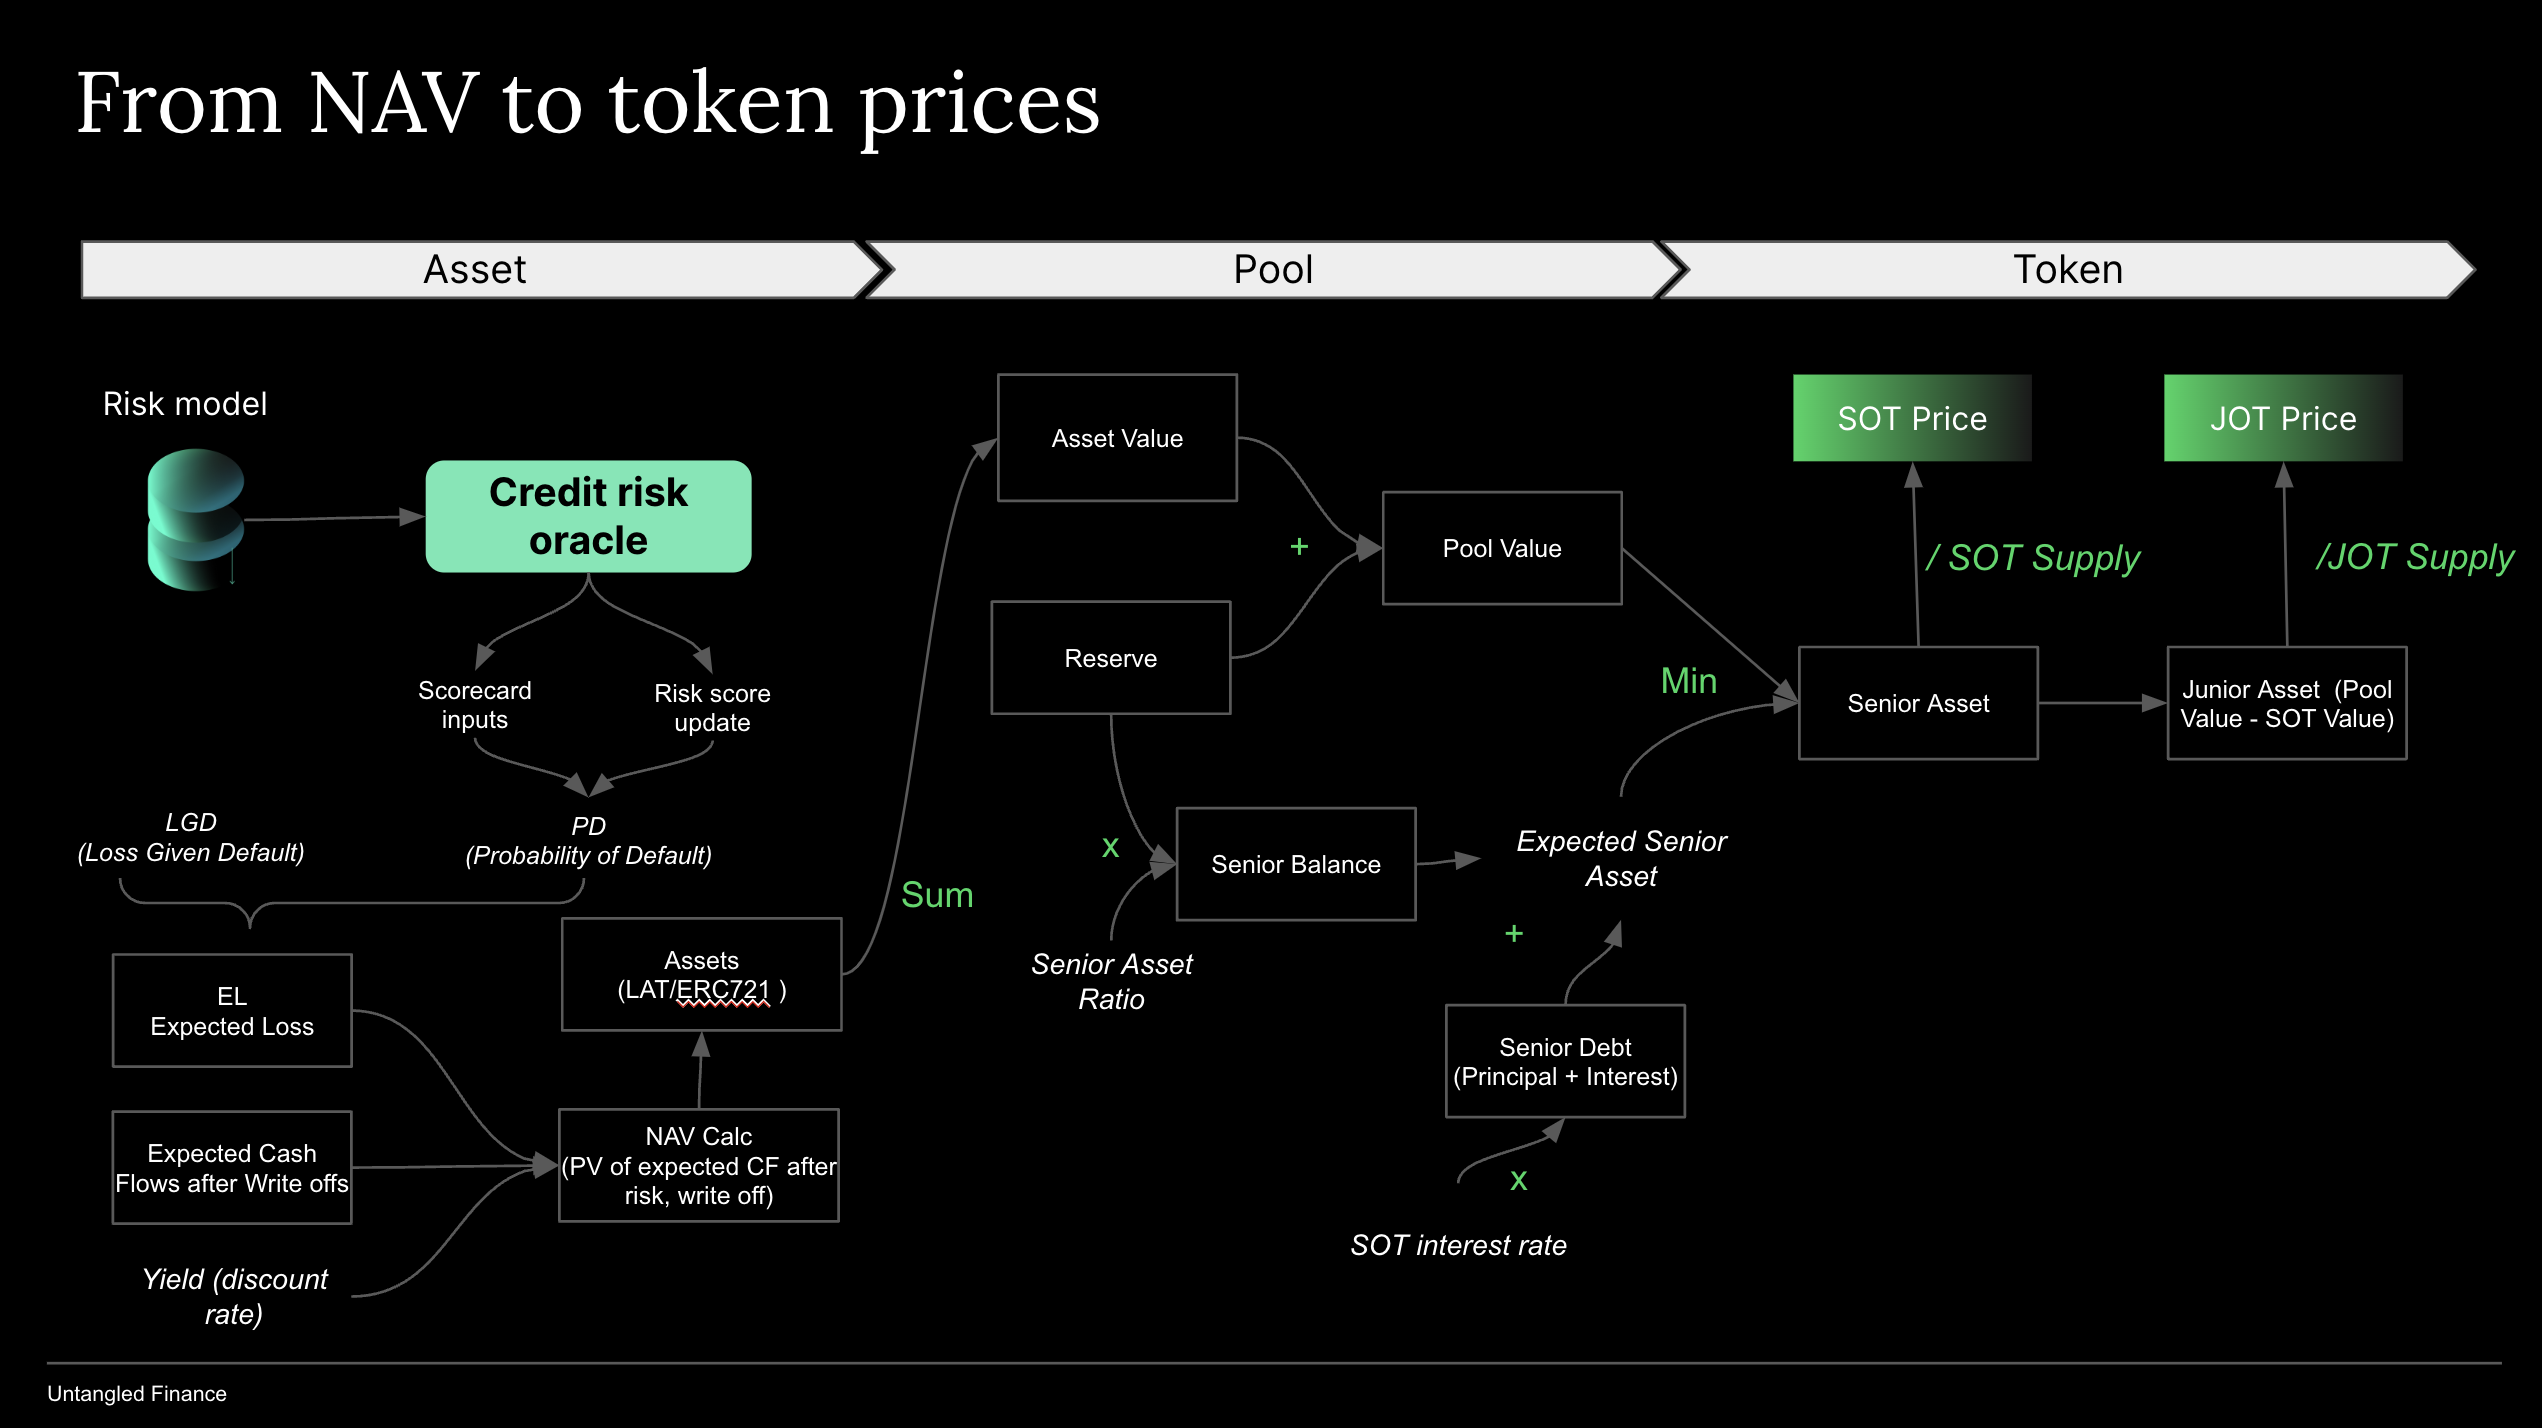 From NAV to token prices
Asset
Pool
Token
Risk model
Credit risk
oracle
Scorecard
inputs
Risk score
update
LGD
(Loss Given Default)
PD
(Probability of Default)
EL
Expected Loss
Expected Cash
Flows after Write offs
Yield (discount
rate)
Assets
(LAT/ERC721 )
NAV Calc
(PV of expected CF after
risk, write off)
Sum
Asset Value
+
Reserve
Pool Value
x
Senior Balance
Senior Asset
Ratio
Min
Expected Senior
Asset
+
Senior Debt
(Principal + Interest)
x
SOT interest rate
SOT Price
/ SOT Supply
Senior Asset
JOT Price
/JOT Supply
Junior Asset  (Pool
Value - SOT Value)
Untangled Finance